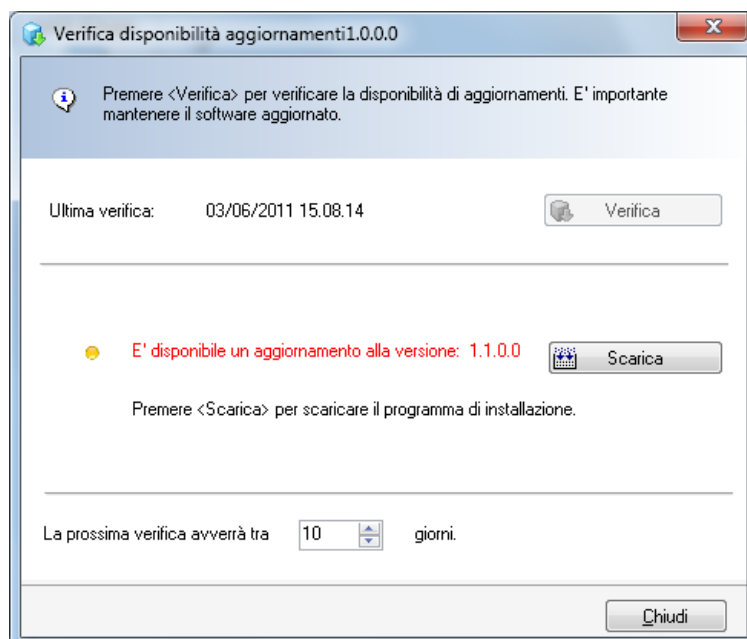 Verifica disponibilità aggiornamenti1.0.0.0
Premere <Verifica> per verificare la disponibilità di aggiornamenti. E' importante
mantenere il software aggiornato.
Ultima verifica: 03/06/2011 15.08.14 Verifica
E' disponibile un aggiornamento alla versione: 1.1.0.0 Scarica
Premere <Scarica> per scaricare il programma di installazione.
La prossima verifica avverrà tra 10 giorni.
Chiudi